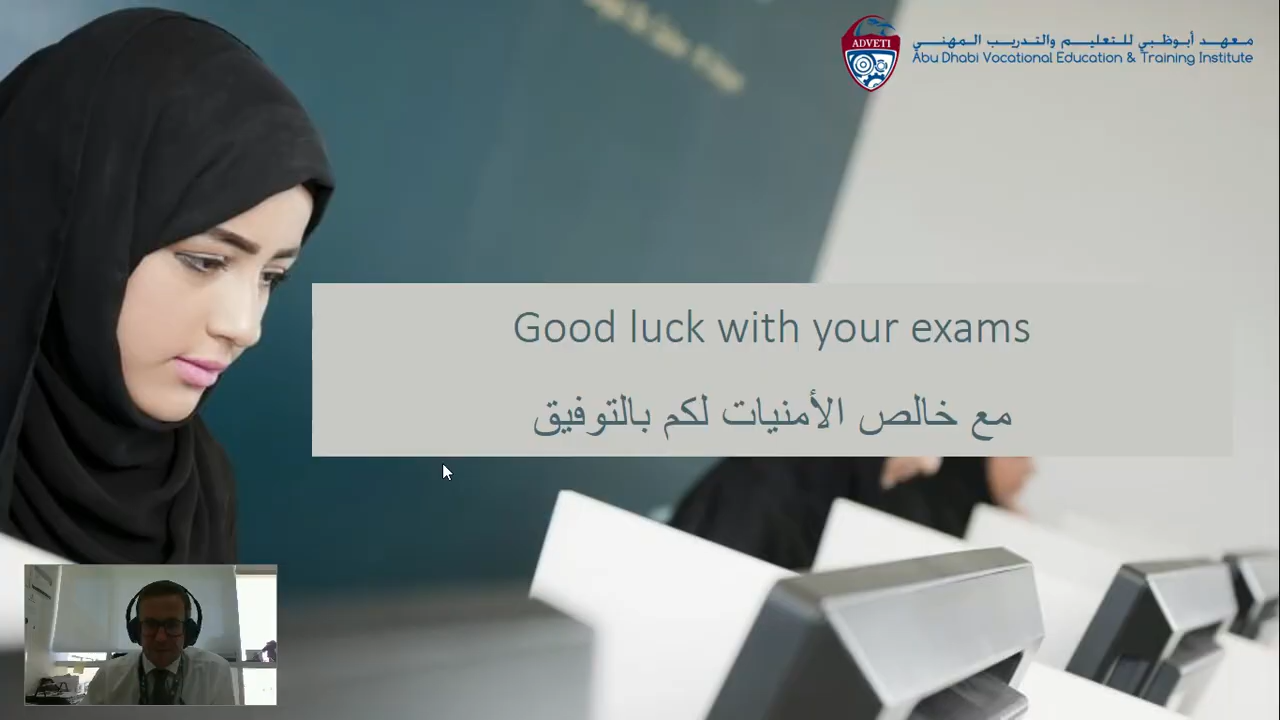 ADVETI
معهد أبوظبي للتعليم والتدريب المهني
Abu Dhabi Vocational Education & Training Institute
Good luck with your exams
مع خالص الأمنيات لكم بالتوفيق